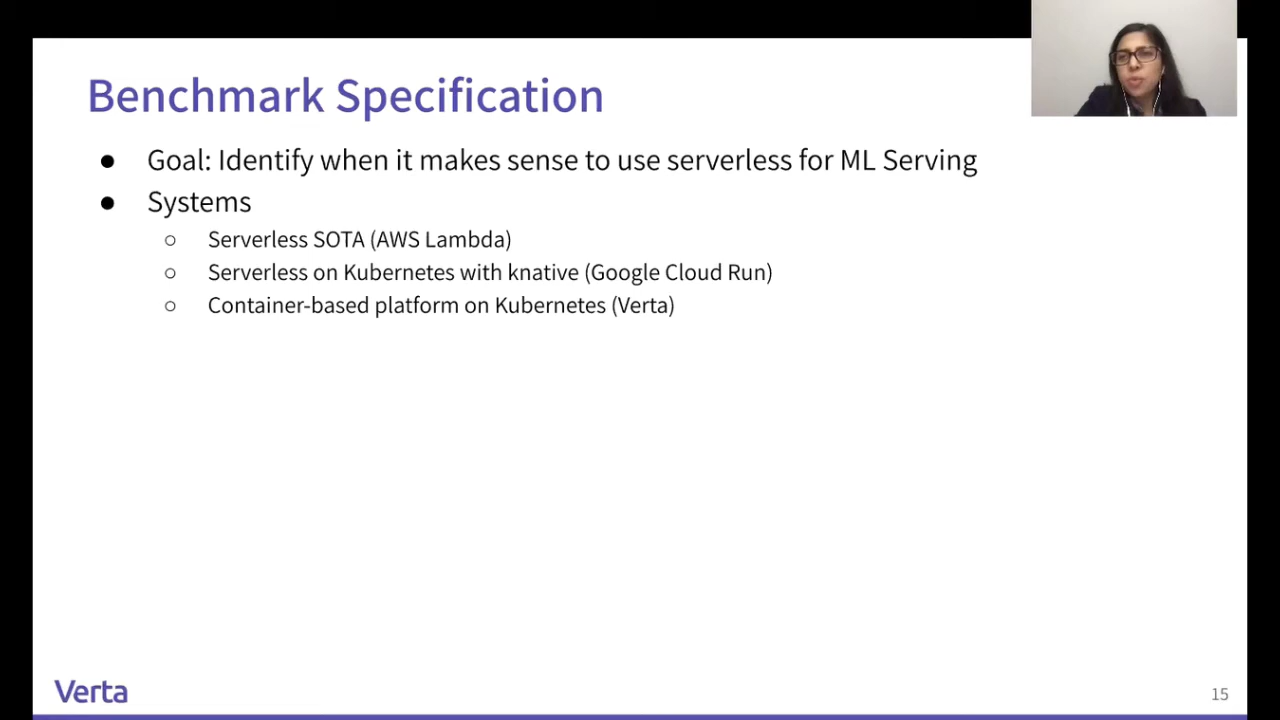 Benchmark Specification
● Goal: Identify when it makes sense to use serverless for ML Serving
● Systems
○ Serverless SOTA (AWS Lambda)
○ Serverless on Kubernetes with knative (Google Cloud Run)
○ Container-based platform on Kubernetes (Verta)
Verta
15